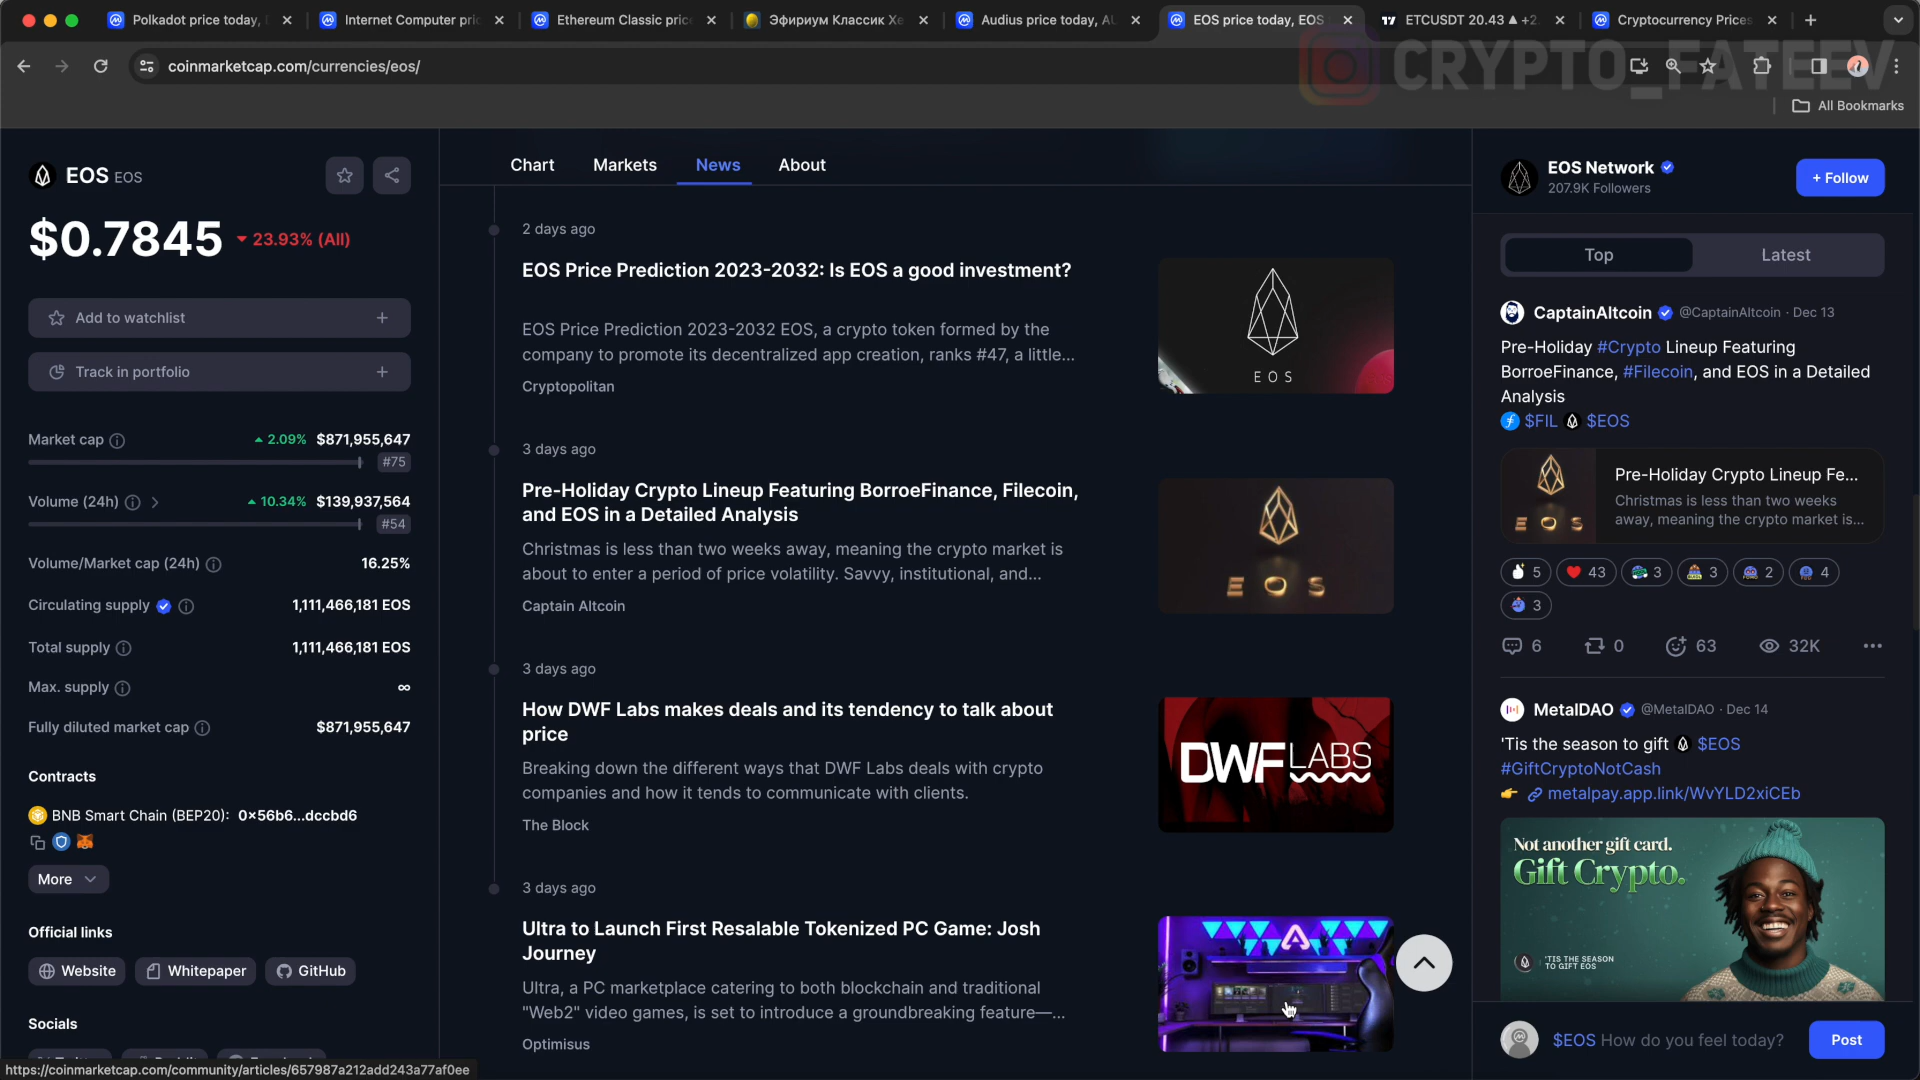 Polkadot price today,
Internet Computer pri
Ethereum Classic pric
Эфириум Классик Хе
Audius price today, AU
EOS price today, EOS
ETCUSDT 20.43 ▲ +2
Cryptocurrency Prices
coinmarketcap.com/currencies/eos/
CRYPTO_FATEEV
All Bookmarks
EOS EOS
$0.7845 23.93% (All)
Add to watchlist
Track in portfolio
Market cap 2.09% $871,955,647
#75
Volume (24h) 10.34% $139,937,564
#54
Volume/Market cap (24h) 16.25%
Circulating supply 1,111,466,181 EOS
Total supply 1,111,466,181 EOS
Max. supply ∞
Fully diluted market cap $871,955,647
Contracts
BNB Smart Chain (BEP20): 0x56b6...dccbd6
More
Official links
Website Whitepaper GitHub
Socials
https://coinmarketcap.com/community/articles/657987a212add243a77af0ee
Chart Markets News About
2 days ago
EOS Price Prediction 2023-2032: Is EOS a good investment?
EOS Price Prediction 2023-2032 EOS, a crypto token formed by the
company to promote its decentralized app creation, ranks #47, a little...
Cryptopolitan
EOS
3 days ago
Pre-Holiday Crypto Lineup Featuring BorroeFinance, Filecoin,
and EOS in a Detailed Analysis
Christmas is less than two weeks away, meaning the crypto market is
about to enter a period of price volatility. Savvy, institutional, and...
Captain Altcoin
EOS
3 days ago
How DWF Labs makes deals and its tendency to talk about
price
Breaking down the different ways that DWF Labs deals with crypto
companies and how it tends to communicate with clients.
The Block
DWF LABS
3 days ago
Ultra to Launch First Resalable Tokenized PC Game: Josh
Journey
Ultra, a PC marketplace catering to both blockchain and traditional
"Web2" video games, is set to introduce a groundbreaking feature—...
Optimisus
EOS Network
207.9K Followers
+ Follow
Top Latest
CaptainAltcoin @CaptainAltcoin · Dec 13
Pre-Holiday #Crypto Lineup Featuring
BorroeFinance, #Filecoin, and EOS in a Detailed
Analysis
$FIL $EOS
EOS
Pre-Holiday Crypto Lineup Fe...
Christmas is less than two weeks
away, meaning the crypto market is...
5 43 3 3 2 4
3
6 0 63 32K
MetalDAO @MetalDAO · Dec 14
'Tis the season to gift $EOS
#GiftCryptoNotCash
metalpay.app.link/WvYLD2xiCEb
Not another gift card.
Gift Crypto.
'TIS THE SEASON
TO GIFT EOS
$EOS How do you feel today?
Post